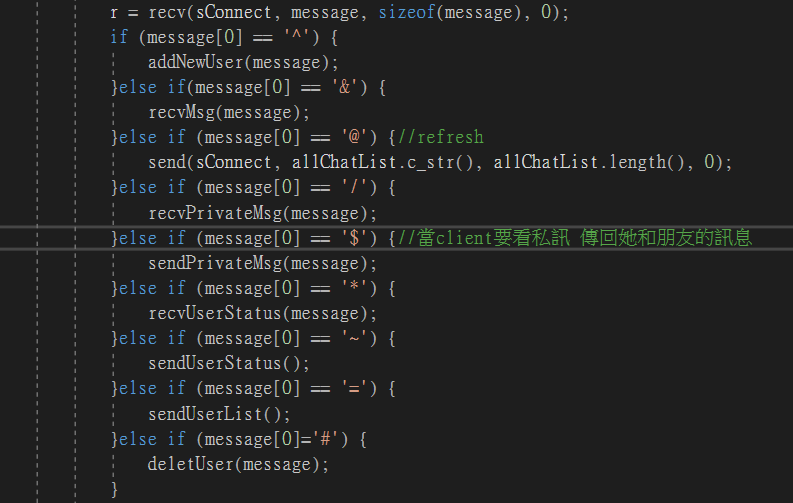 r = recv(sConnect, message, sizeof(message), 0);
if (message[0] == '^') {
addNewUser(message);
}else if(message[0] == '&') {
recvMsg(message);
}else if (message[0] == '@') {//refresh
send(sConnect, allChatList.c_str(), allChatList.length(), 0);
}else if (message[0] == '/') {
recvPrivateMsg(message);
}else if (message[0] == '$') {//當client要看私訊 傳回她和朋友的訊息
sendPrivateMsg(message);
}else if (message[0] == '*') {
recvUserStatus(message);
}else if (message[0] == '~') {
sendUserStatus();
}else if (message[0] == '=') {
sendUserList();
}else if (message[0]='#') {
deletUser(message);
}